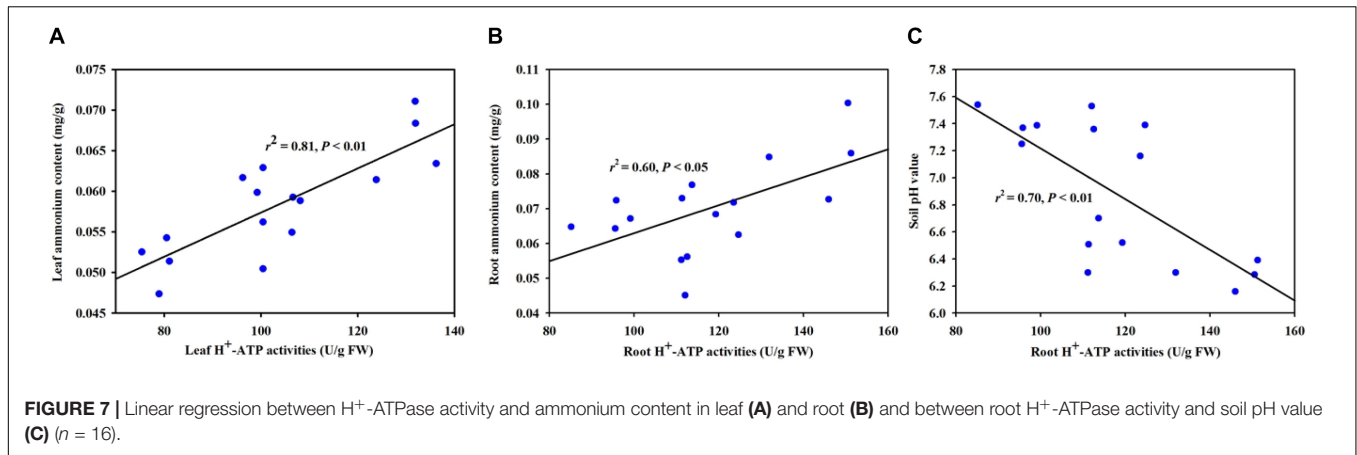 A
0.075
0.070
0.065
0.060
0.055
0.050
0.045
Leaf ammonium content (mg/g)
r² = 0.81, P < 0.01
80 100 120 140
Leaf H⁺-ATP activities (U/g FW)
B
0.11
0.10
0.09
0.08
0.07
0.06
0.05
0.04
Root ammonium content (mg/g)
r² = 0.60, P < 0.05
80 100 120 140 160
Root H⁺-ATP activities (U/g FW)
C
7.8
7.6
7.4
7.2
7.0
6.8
6.6
6.4
6.2
6.0
Soil pH value
r² = 0.70, P < 0.01
80 100 120 140 160
Root H⁺-ATP activities (U/g FW)
FIGURE 7 | Linear regression between H⁺-ATPase activity and ammonium content in leaf (A) and root (B) and between root H⁺-ATPase activity and soil pH value
(C) (n = 16).